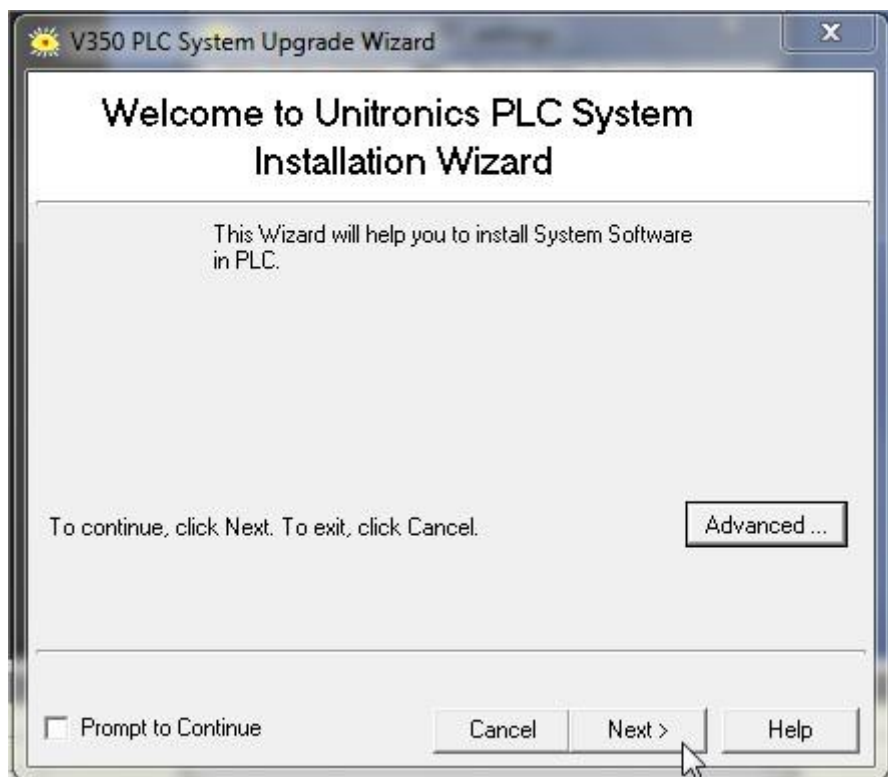 V350 PLC System Upgrade Wizard
Welcome to Unitronics PLC System
Installation Wizard
This Wizard will help you to install System Software
in PLC.
To continue, click Next. To exit, click Cancel.
Advanced ...
Prompt to Continue
Cancel
Next >
Help